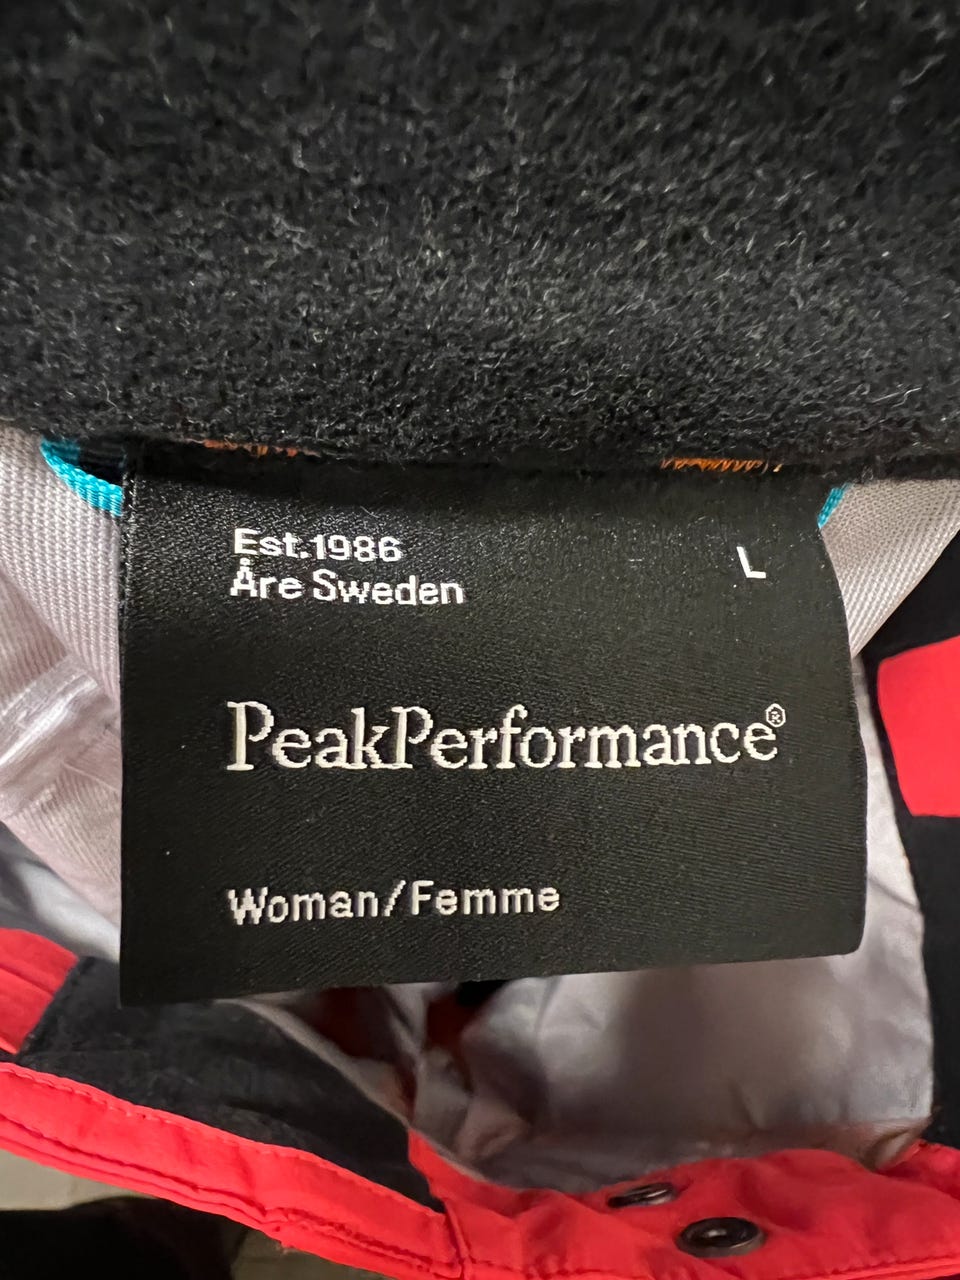 Est.1986
Åre Sweden
L
PeakPerformance®
Woman/Femme